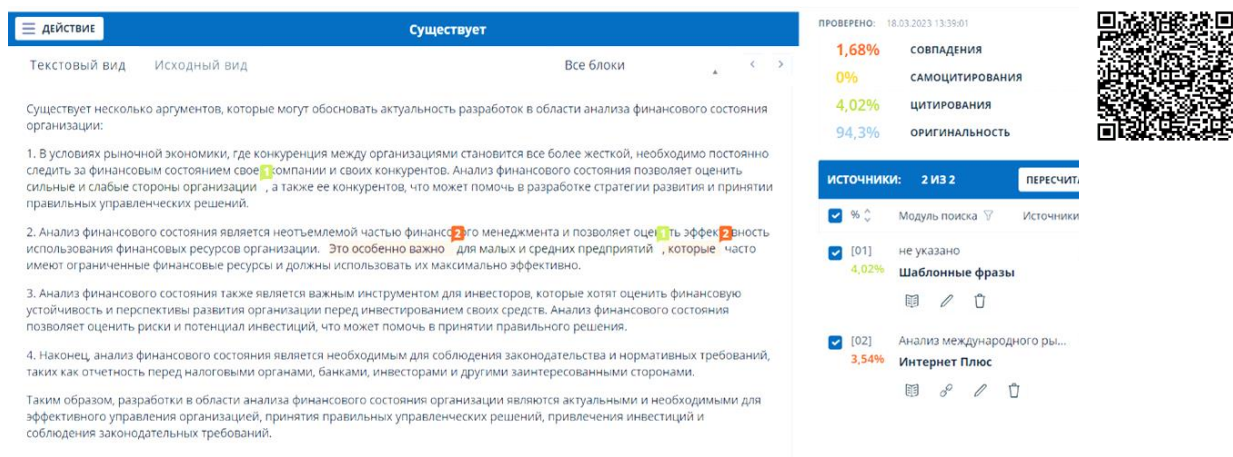 ДЕЙСТВИЕ
Существует
Текстовый вид
Исходный вид
Все блоки
Существует несколько аргументов, которые могут обосновать актуальность разработок в области анализа финансового состояния
организации:
1. В условиях рыночной экономики, где конкуренция между организациями становится все более жесткой, необходимо постоянно
следить за финансовым состоянием свое 1 компании и своих конкурентов. Анализ финансового состояния позволяет оценить
сильные и слабые стороны организации , а также ее конкурентов, что может помочь в разработке стратегии развития и принятии
правильных управленческих решений.
2. Анализ финансового состояния является неотъемлемой частью финансо 2 го менеджмента и позволяет оце 1 ть эффек 2 вность
использования финансовых ресурсов организации. Это особенно важно для малых и средних предприятий , которые часто
имеют ограниченные финансовые ресурсы и должны использовать их максимально эффективно.
3. Анализ финансового состояния также является важным инструментом для инвесторов, которые хотят оценить финансовую
устойчивость и перспективы развития организации перед инвестированием своих средств. Анализ финансового состояния
позволяет оценить риски и потенциал инвестиций, что может помочь в принятии правильного решения.
4. Наконец, анализ финансового состояния является необходимым для соблюдения законодательства и нормативных требований,
таких как отчетность перед налоговыми органами, банками, инвесторами и другими заинтересованными сторонами.
Таким образом, разработки в области анализа финансового состояния организации являются актуальными и необходимыми для
эффективного управления организацией, принятия правильных управленческих решений, привлечения инвестиций и
соблюдения законодательных требований.
ПРОВЕРЕНО: 18.03.2023 13:39:01
1,68% СОВПАДЕНИЯ
0% САМОЦИТИРОВАНИЯ
4,02% ЦИТИРОВАНИЯ
94,3% ОРИГИНАЛЬНОСТЬ
ИСТОЧНИКИ: 2 ИЗ 2 ПЕРЕСЧИТА
% Модуль поиска Источники
[01] не указано
4,02% Шаблонные фразы
[02] Анализ международного ры...
3,54% Интернет Плюс